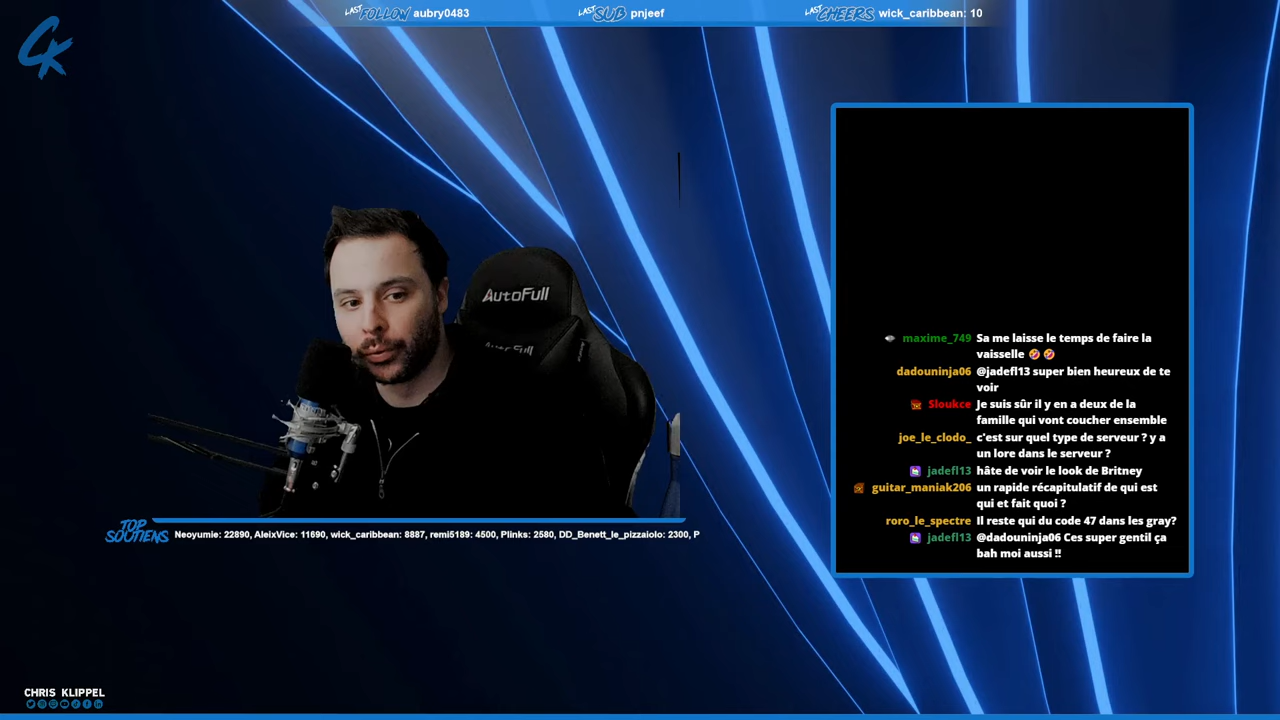 LAST FOLLOW aubry0483
LAST SUB pnjeef
LAST CHEERS wick_caribbean: 10
CK
AUTOFULL
AUTOFULL
maxime_749 Sa me laisse le temps de faire la
vaisselle 🤣 🤣
dadouninja06 @jadefl13 super bien heureux de te
voir
Sloukce Je suis sûr il y en a deux de la
famille qui vont coucher ensemble
joe_le_clodo_ c'est sur quel type de serveur ? y a
un lore dans le serveur ?
jadefl13 hâte de voir le look de Britney
guitar_maniak206 un rapide récapitulatif de qui est
qui et fait quoi ?
roro_le_spectre Il reste qui du code 47 dans les gray?
jadefl13 @dadouninja06 Ces super gentil ça
bah moi aussi !!
TOP
SOUTIENS
Neoyumie: 22890, AleixVice: 11690, wick_caribbean: 8887, remi5189: 4500, Plinks: 2580, DD_Benett_le_pizzaiolo: 2300, P
CHRIS KLIPPEL